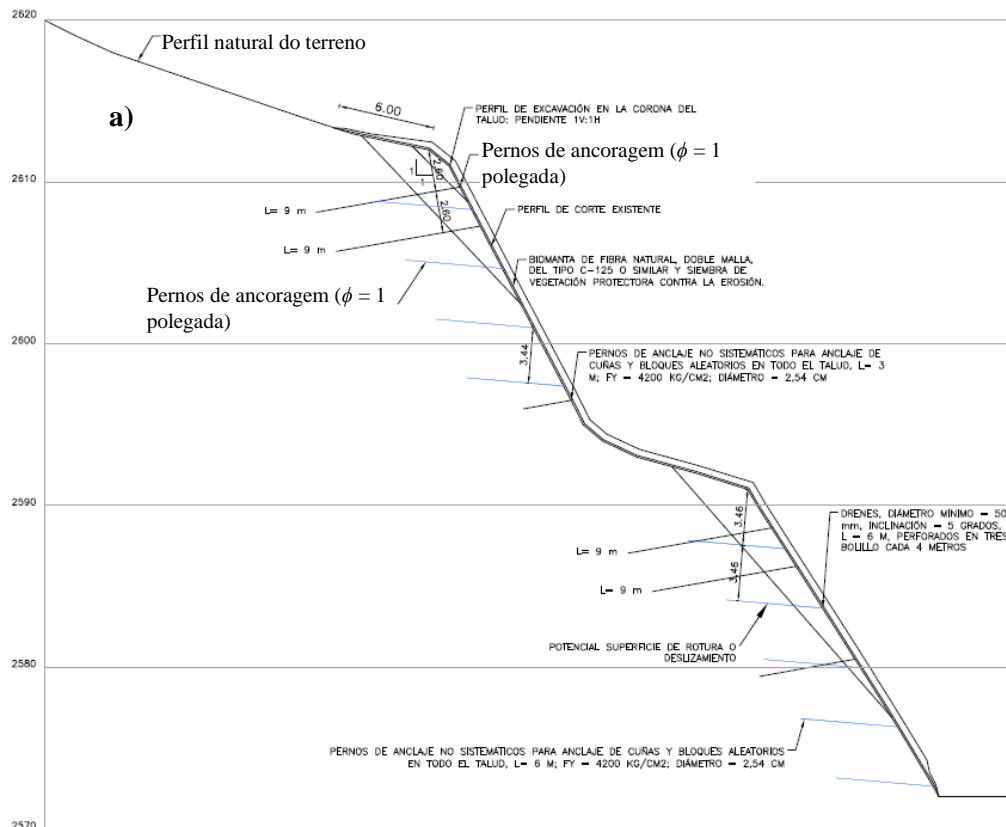 2620
Perfil natural do terreno
a)
6.00
PERFIL DE EXCAVACIÓN EN LA CORONA DEL
TALUD: PENDIENTE 1V:1H
Pernos de ancoragem (ϕ = 1
polegada)
1
1
2.60
2610
2.60
L= 9 m
PERFIL DE CORTE EXISTENTE
L= 9 m
BIOMANTA DE FIBRA NATURAL, DOBLE MALLA,
DEL TIPO C-125 O SIMILAR Y SIEMBRA DE
VEGETACIÓN PROTECTORA CONTRA LA EROSIÓN.
Pernos de ancoragem (ϕ = 1
polegada)
2600
3.44
PERNOS DE ANCLAJE NO SISTEMÁTICOS PARA ANCLAJE DE
CUÑAS Y BLOQUES ALEATORIOS EN TODO EL TALUD, L= 3
M; FY = 4200 KG/CM2; DIÁMETRO = 2,54 CM
2590
3.46
DRENES, DIÁMETRO MÍNIMO = 50
mm, INCLINACIÓN = 5 GRADOS,
L = 6 M, PERFORADOS EN TRES
BOLILLO CADA 4 METROS
L= 9 m
3.46
L= 9 m
POTENCIAL SUPERFICIE DE ROTURA O
DESLIZAMIENTO
2580
PERNOS DE ANCLAJE NO SISTEMÁTICOS PARA ANCLAJE DE CUÑAS Y BLOQUES ALEATORIOS
EN TODO EL TALUD, L= 6 M; FY = 4200 KG/CM2; DIÁMETRO = 2,54 CM
2570